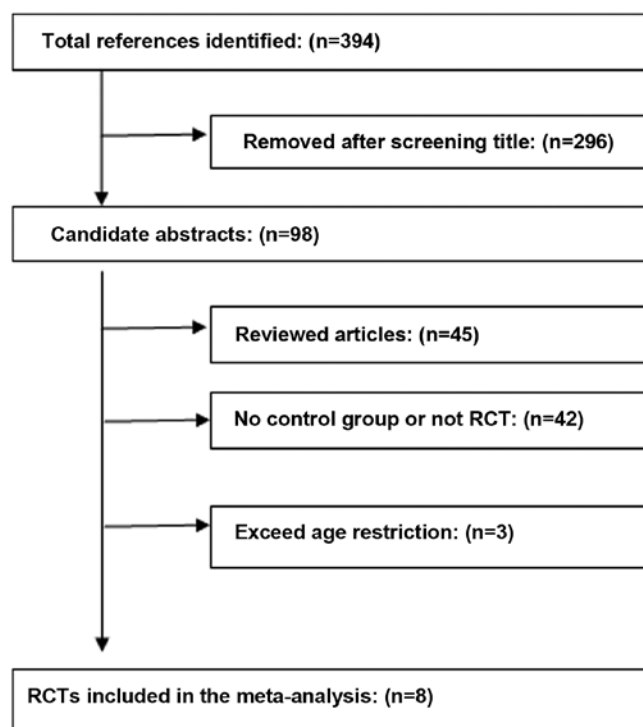 Total references identified: (n=394)
Removed after screening title: (n=296)
Candidate abstracts: (n=98)
Reviewed articles: (n=45)
No control group or not RCT: (n=42)
Exceed age restriction: (n=3)
RCTs included in the meta-analysis: (n=8)